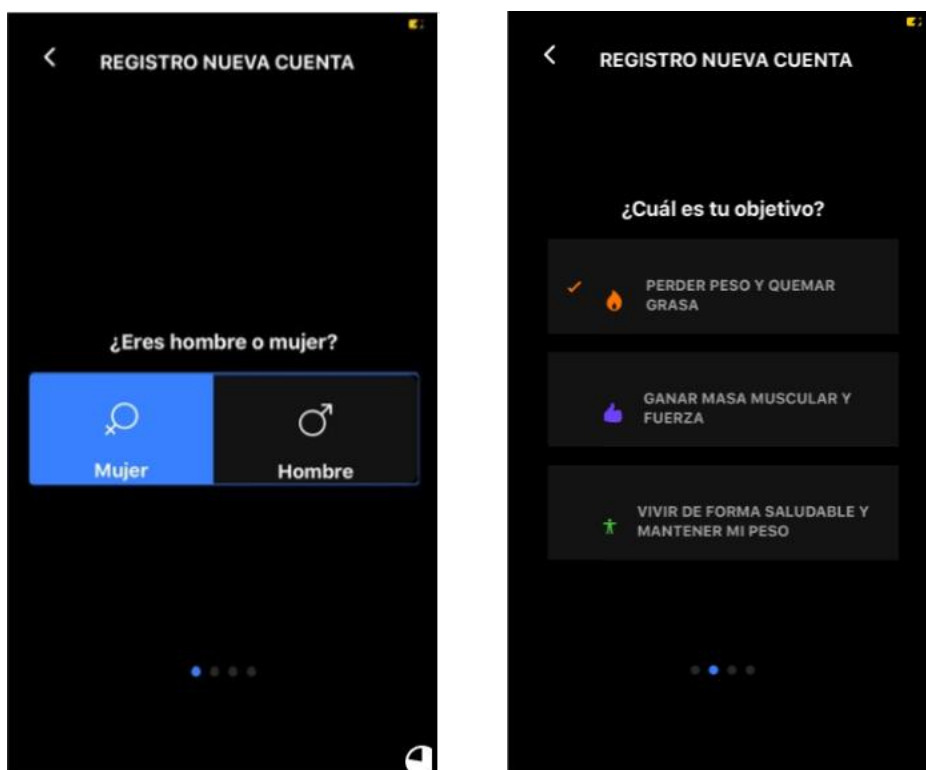 REGISTRO NUEVA CUENTA
¿Eres hombre o mujer?
Mujer
Hombre
REGISTRO NUEVA CUENTA
¿Cuál es tu objetivo?
PERDER PESO Y QUEMAR
GRASA
GANAR MASA MUSCULAR Y
FUERZA
VIVIR DE FORMA SALUDABLE Y
MANTENER MI PESO